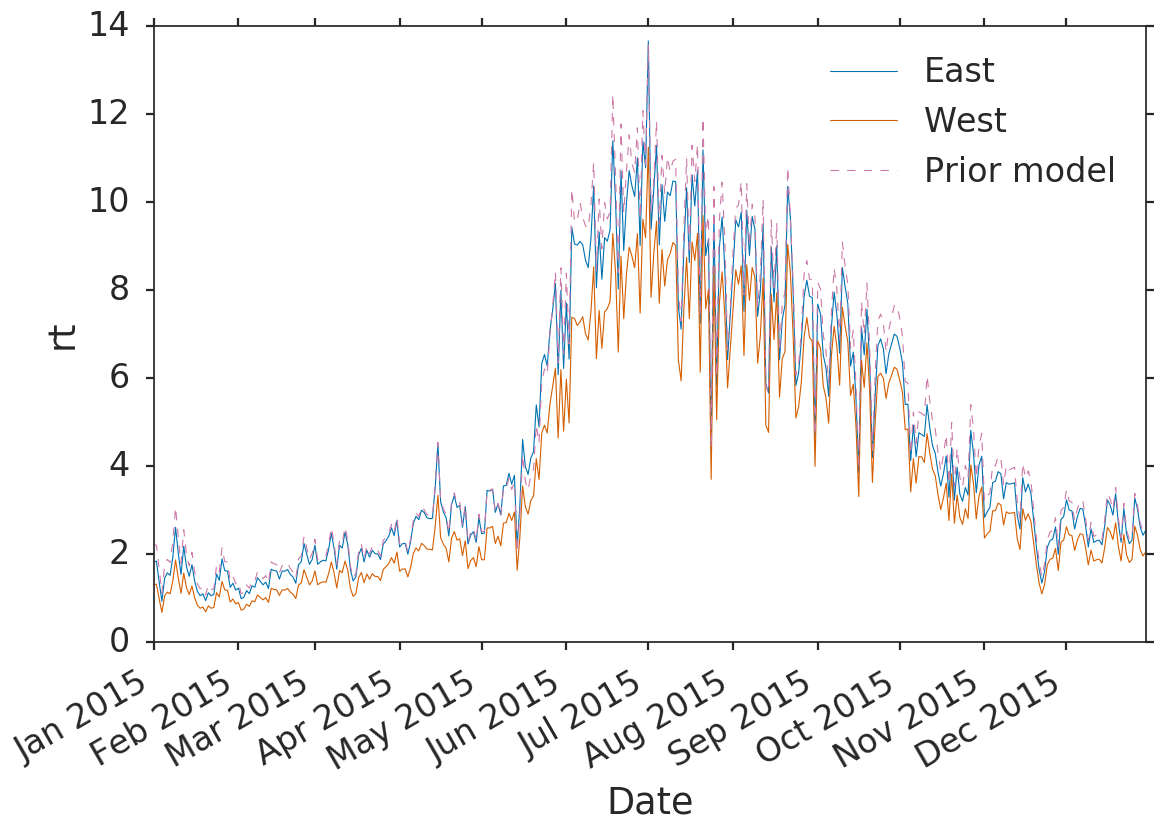 14
12
10
8
6
4
2
0
rt
East
West
Prior model
Jan 2015
Feb 2015
Mar 2015
Apr 2015
May 2015
Jun 2015
Jul 2015
Aug 2015
Sep 2015
Oct 2015
Nov 2015
Dec 2015
Date